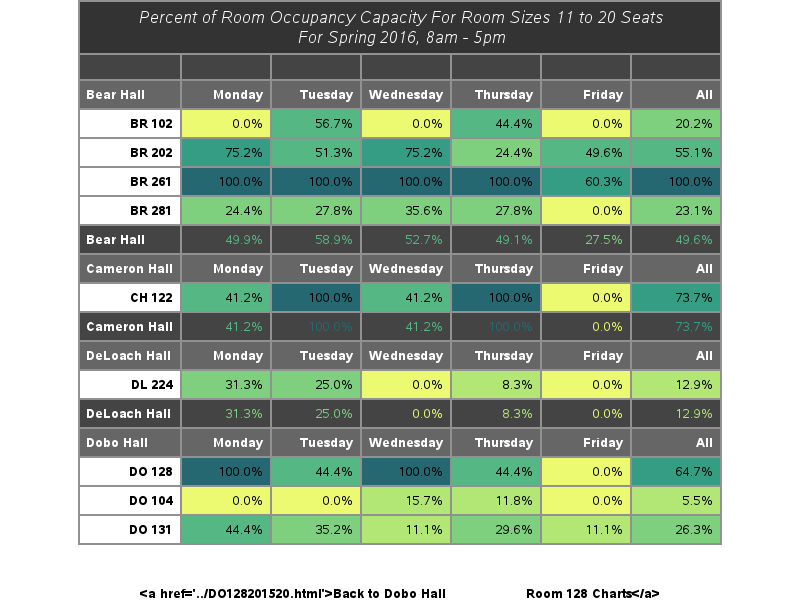 Percent of Room Occupancy Capacity For Room Sizes 11 to 20 Seats
For Spring 2016, 8am - 5pm
Bear Hall Monday Tuesday Wednesday Thursday Friday All
BR 102 0.0% 56.7% 0.0% 44.4% 0.0% 20.2%
BR 202 75.2% 51.3% 75.2% 24.4% 49.6% 55.1%
BR 261 100.0% 100.0% 100.0% 100.0% 60.3% 100.0%
BR 281 24.4% 27.8% 35.6% 27.8% 0.0% 23.1%
Bear Hall 49.9% 58.9% 52.7% 49.1% 27.5% 49.6%
Cameron Hall Monday Tuesday Wednesday Thursday Friday All
CH 122 41.2% 100.0% 41.2% 100.0% 0.0% 73.7%
Cameron Hall 41.2% 100.0% 41.2% 100.0% 0.0% 73.7%
DeLoach Hall Monday Tuesday Wednesday Thursday Friday All
DL 224 31.3% 25.0% 0.0% 8.3% 0.0% 12.9%
DeLoach Hall 31.3% 25.0% 0.0% 8.3% 0.0% 12.9%
Dobo Hall Monday Tuesday Wednesday Thursday Friday All
DO 128 100.0% 44.4% 100.0% 44.4% 0.0% 64.7%
DO 104 0.0% 0.0% 15.7% 11.8% 0.0% 5.5%
DO 131 44.4% 35.2% 11.1% 29.6% 11.1% 26.3%
<a href='../DO128201520.html'>Back to Dobo Hall Room 128 Charts</a>